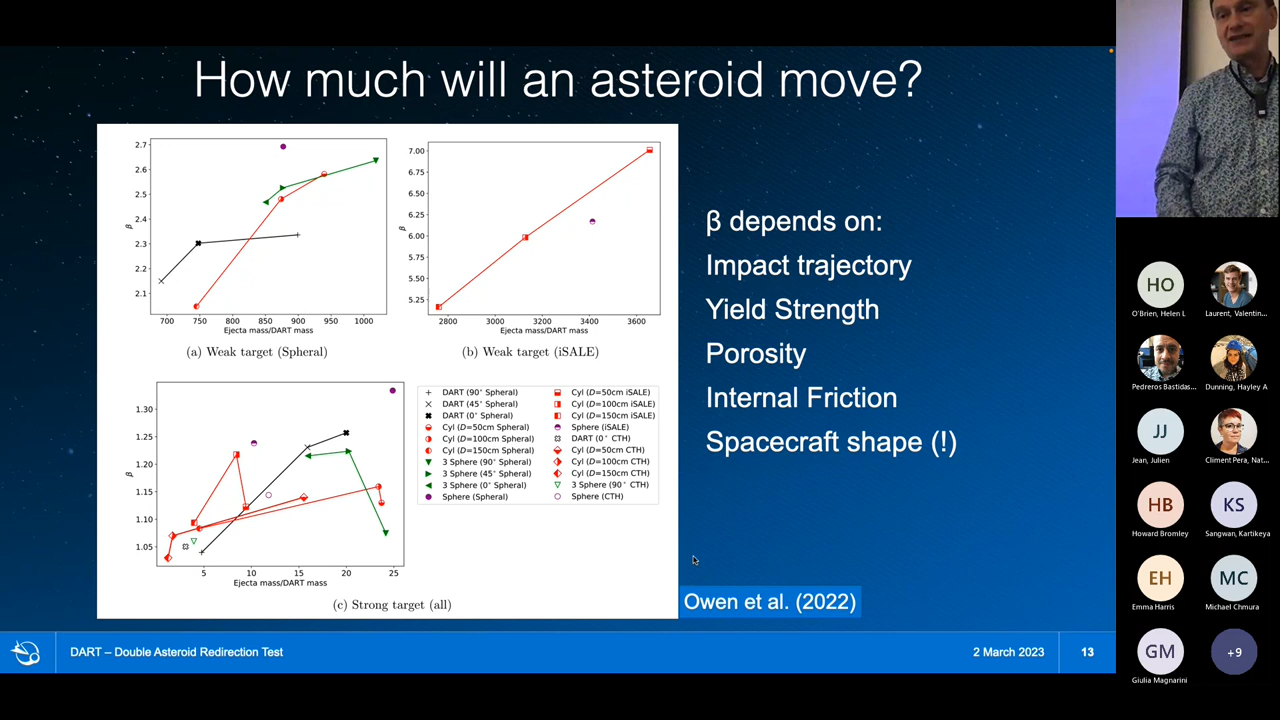 How much will an asteroid move?
2.7
2.6
2.5
2.4
2.3
2.2
2.1
β
700 750 800 850 900 950 1000
Ejecta mass/DART mass
(a) Weak target (Spheral)
7.00
6.75
6.50
6.25
6.00
5.75
5.50
5.25
β
2800 3000 3200 3400 3600
Ejecta mass/DART mass
(b) Weak target (iSALE)
1.30
1.25
1.20
1.15
1.10
1.05
β
5 10 15 20 25
Ejecta mass/DART mass
(c) Strong target (all)
DART (90° Spheral)
DART (45° Spheral)
DART (0° Spheral)
Cyl (D=50cm Spheral)
Cyl (D=100cm Spheral)
Cyl (D=150cm Spheral)
3 Sphere (90° Spheral)
3 Sphere (45° Spheral)
3 Sphere (0° Spheral)
Sphere (Spheral)
Cyl (D=50cm iSALE)
Cyl (D=100cm iSALE)
Cyl (D=150cm iSALE)
Sphere (iSALE)
DART (0° CTH)
Cyl (D=50cm CTH)
Cyl (D=100cm CTH)
Cyl (D=150cm CTH)
3 Sphere (90° CTH)
Sphere (CTH)
β depends on:
Impact trajectory
Yield Strength
Porosity
Internal Friction
Spacecraft shape (!)
Owen et al. (2022)
DART – Double Asteroid Redirection Test
2 March 2023
13
HO
O'Brien, Helen L
Laurent, Valentin...
Pedreros Bastidas...
Dunning, Hayley A
JJ
Jean, Julien
Climent Pera, Nat...
HB
Howard Bromley
KS
Sangwan, Kartikeya
EH
Emma Harris
MC
Michael Chmura
GM
Giulia Magnarini
+9